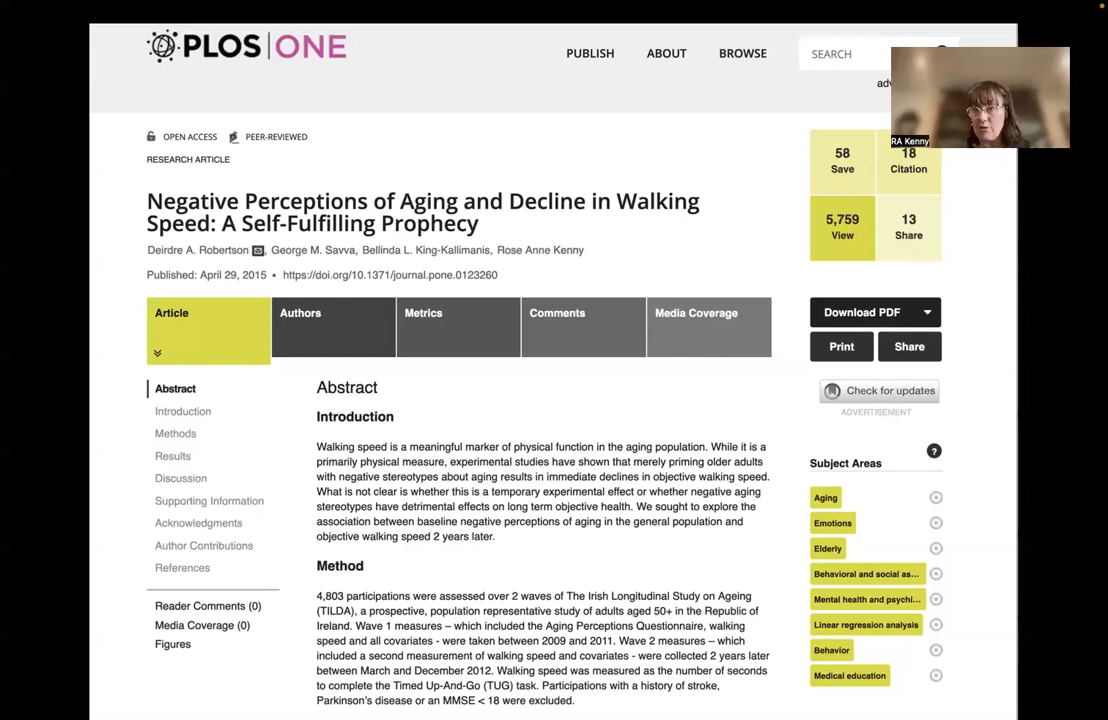 PLOS ONE
PUBLISH
ABOUT
BROWSE
SEARCH
adv
RA Kenny
OPEN ACCESS
PEER-REVIEWED
RESEARCH ARTICLE
58
Save
18
Citation
5,759
View
13
Share
Negative Perceptions of Aging and Decline in Walking
Speed: A Self-Fulfilling Prophecy
Deirdre A. Robertson, George M. Savva, Bellinda L. King-Kallimanis, Rose Anne Kenny
Published: April 29, 2015 • https://doi.org/10.1371/journal.pone.0123260
Article
Authors
Metrics
Comments
Media Coverage
Download PDF
Print
Share
Check for updates
ADVERTISEMENT
Abstract
Introduction
Methods
Results
Discussion
Supporting Information
Acknowledgments
Author Contributions
References
Reader Comments (0)
Media Coverage (0)
Figures
Abstract
Introduction
Walking speed is a meaningful marker of physical function in the aging population. While it is a
primarily physical measure, experimental studies have shown that merely priming older adults
with negative stereotypes about aging results in immediate declines in objective walking speed.
What is not clear is whether this is a temporary experimental effect or whether negative aging
stereotypes have detrimental effects on long term objective health. We sought to explore the
association between baseline negative perceptions of aging in the general population and
objective walking speed 2 years later.
Method
4,803 participations were assessed over 2 waves of The Irish Longitudinal Study on Ageing
(TILDA), a prospective, population representative study of adults aged 50+ in the Republic of
Ireland. Wave 1 measures – which included the Aging Perceptions Questionnaire, walking
speed and all covariates - were taken between 2009 and 2011. Wave 2 measures – which
included a second measurement of walking speed and covariates - were collected 2 years later
between March and December 2012. Walking speed was measured as the number of seconds
to complete the Timed Up-And-Go (TUG) task. Participations with a history of stroke,
Parkinson's disease or an MMSE < 18 were excluded.
?
Subject Areas
Aging
Emotions
Elderly
Behavioral and social as...
Mental health and psychi...
Linear regression analysis
Behavior
Medical education